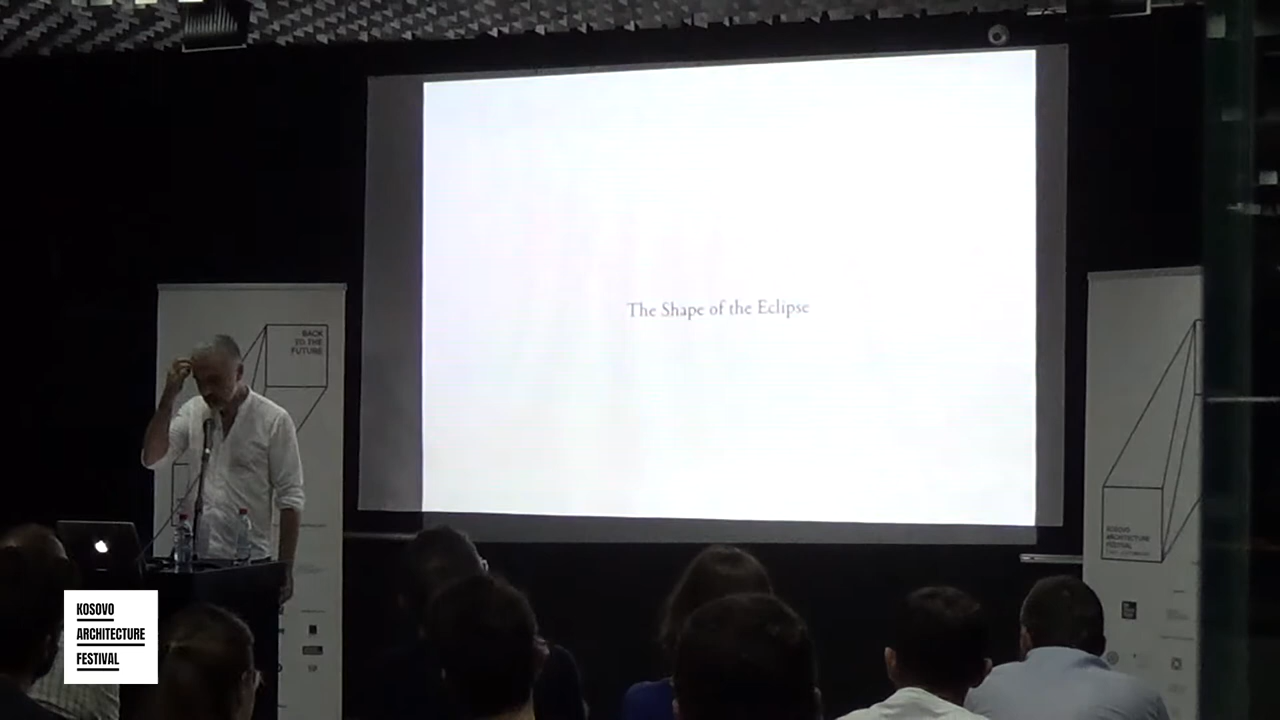 The Shape of the Eclipse
BACK
TO THE
FUTURE
KOSOVO
ARCHITECTURE
FESTIVAL
KOSOVO
ARCHITECTURE
FESTIVAL